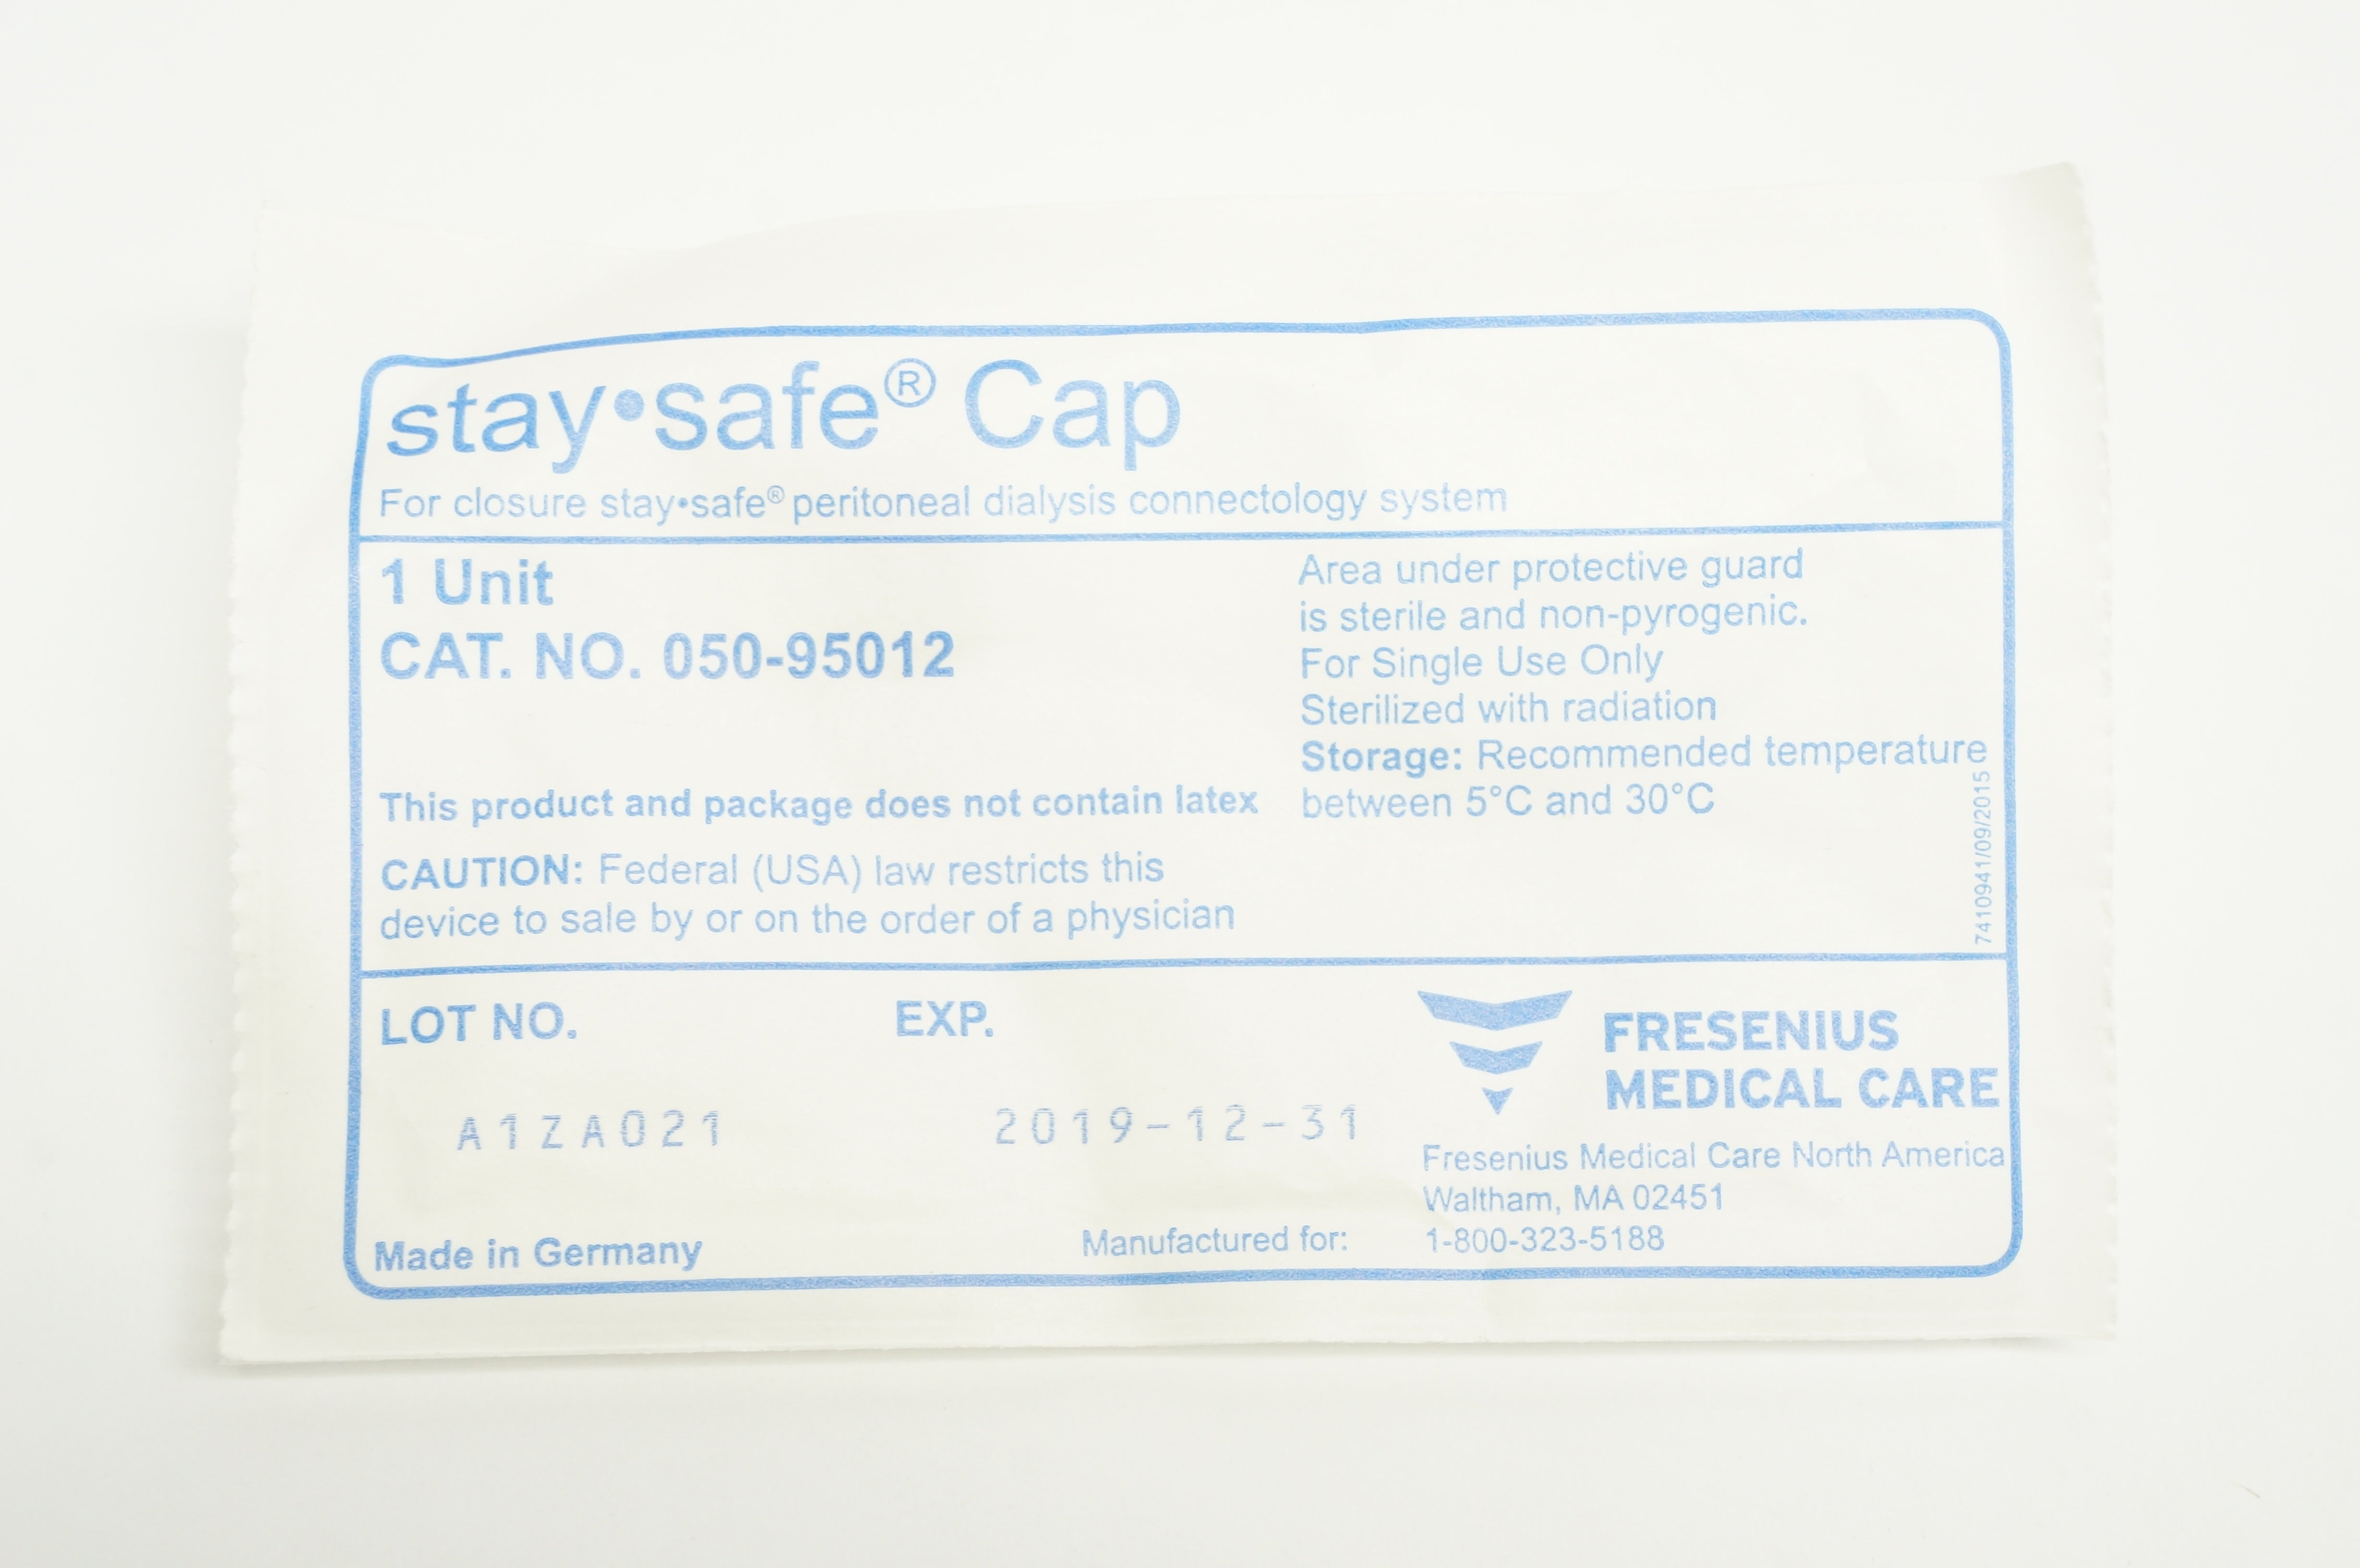 stay•safe® Cap
For closure stay•safe® peritoneal dialysis connectology system
1 Unit
CAT. NO. 050-95012
This product and package does not contain latex
CAUTION: Federal (USA) law restricts this
device to sale by or on the order of a physician
Area under protective guard
is sterile and non-pyrogenic.
For Single Use Only
Sterilized with radiation
Storage: Recommended temperature
between 5°C and 30°C
7410941/09/2015
LOT NO.
A1ZA021
EXP.
2019-12-31
Made in Germany
FRESENIUS
MEDICAL CARE
Manufactured for:
Fresenius Medical Care North America
Waltham, MA 02451
1-800-323-5188